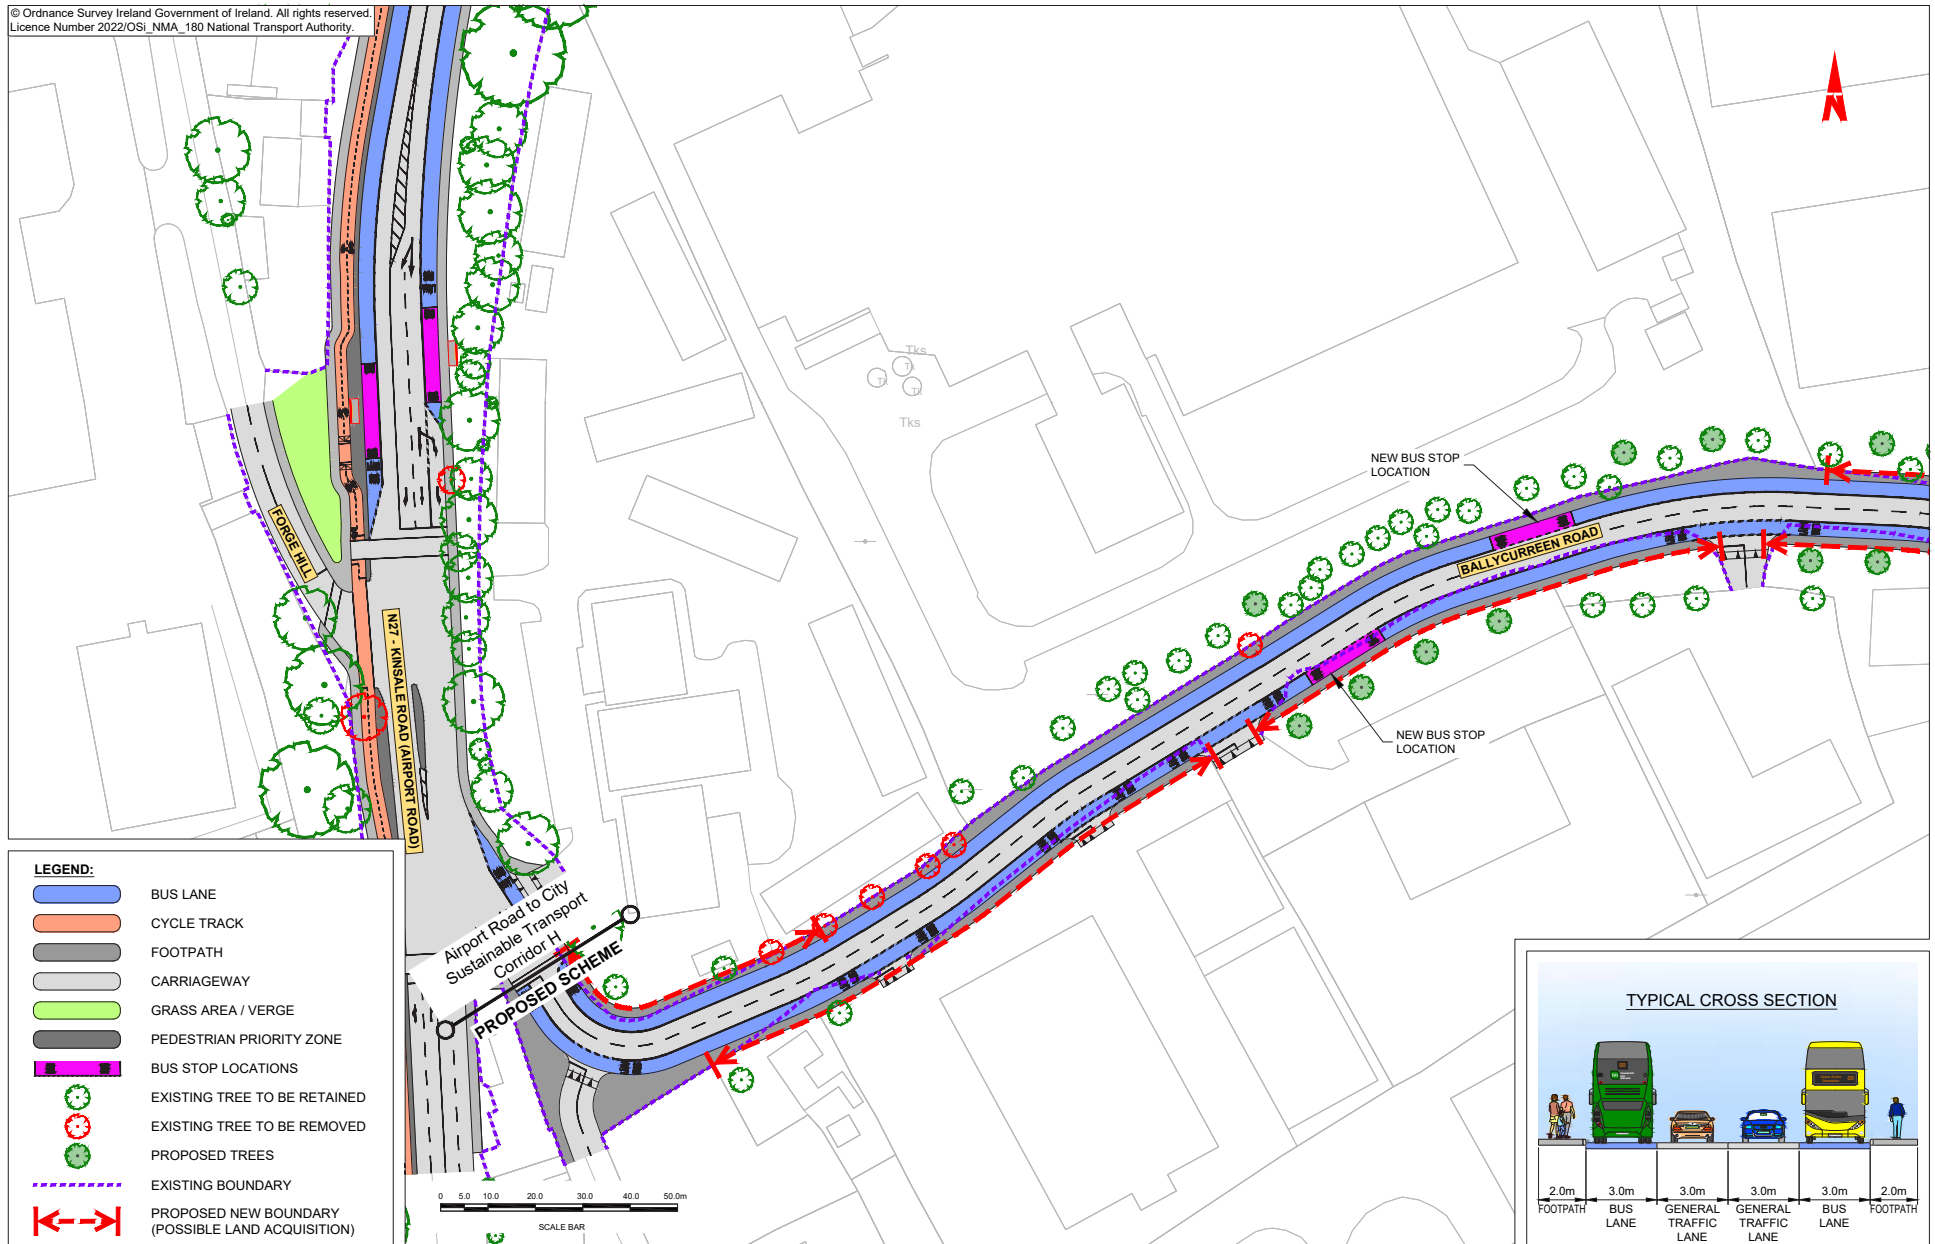 © Ordnance Survey Ireland Government of Ireland. All rights reserved.
Licence Number 2022/OSi_NMA_180 National Transport Authority.
Tks
Tk
Tk
Tk
Tks
NEW BUS STOP
LOCATION
BALLYCURREEN ROAD
NEW BUS STOP
LOCATION
FORGE HILL
N27 - KINSALE ROAD (AIRPORT ROAD)
Airport Road to City
Sustainable Transport
Corridor H
PROPOSED SCHEME
LEGEND:
BUS LANE
CYCLE TRACK
FOOTPATH
CARRIAGEWAY
GRASS AREA / VERGE
PEDESTRIAN PRIORITY ZONE
BUS STOP LOCATIONS
EXISTING TREE TO BE RETAINED
EXISTING TREE TO BE REMOVED
PROPOSED TREES
EXISTING BOUNDARY
PROPOSED NEW BOUNDARY
(POSSIBLE LAND ACQUISITION)
0 5.0 10.0 20.0 30.0 40.0 50.0m
SCALE BAR
TYPICAL CROSS SECTION
2.0m 3.0m 3.0m 3.0m 3.0m 2.0m
FOOTPATH BUS GENERAL GENERAL BUS FOOTPATH
LANE TRAFFIC TRAFFIC LANE
LANE LANE